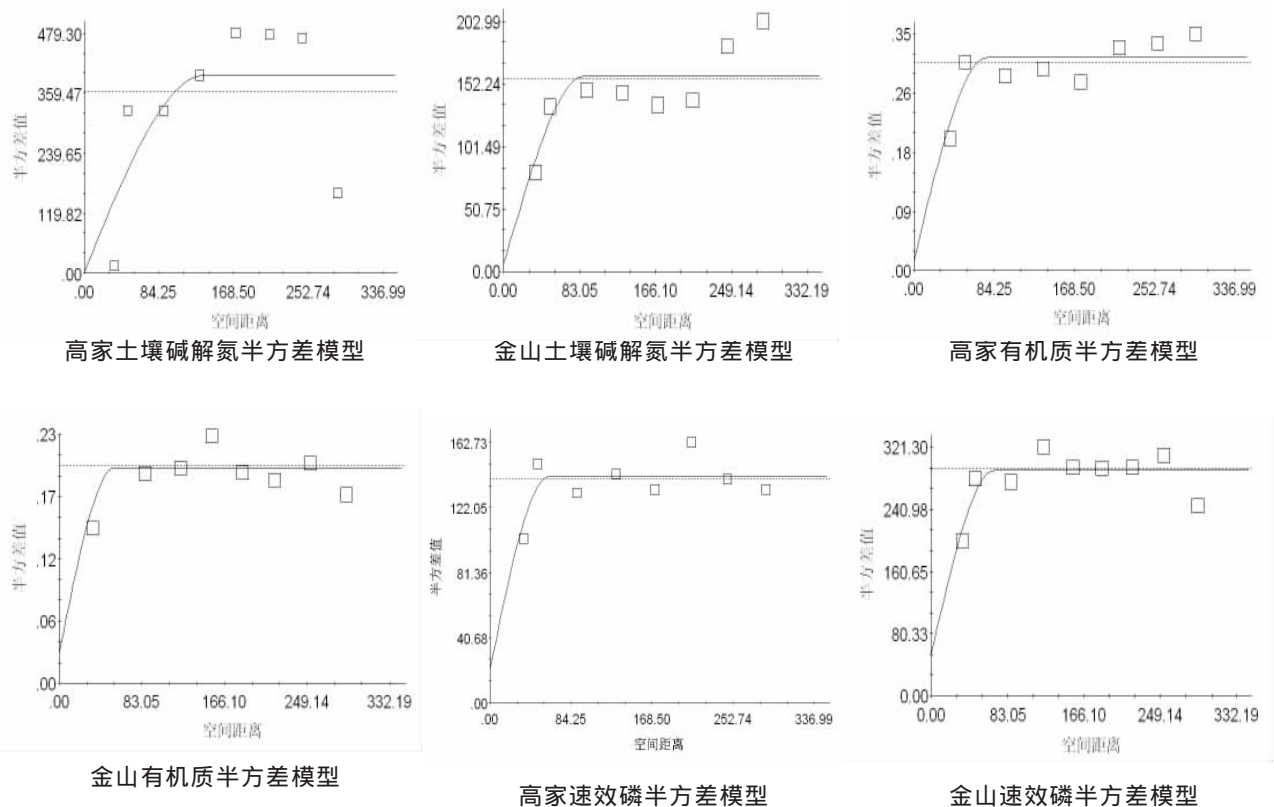 479.30
359.47
239.65
119.82
.00
半方差值
.00 84.25 168.50 252.74 336.99
空间距离
高家土壤碱解氮半方差模型
202.99
152.24
101.49
50.75
0.00
半方差值
0.00 83.05 166.10 249.14 332.19
空间距离
金山土壤碱解氮半方差模型
.35
.26
.18
.09
.00
半方差值
.00 84.25 168.50 252.74 336.99
空间距离
高家有机质半方差模型
.23
.17
.12
.06
.00
半方差值
.00 83.05 166.10 249.14 332.19
空间距离
金山有机质半方差模型
162.73
122.05
81.36
40.68
.00
半方差值
.00 84.25 168.50 252.74 336.99
空间距离
高家速效磷半方差模型
321.30
240.98
160.65
80.33
0.00
半方差值
0.00 83.05 166.10 249.14 332.19
空间距离
金山速效磷半方差模型